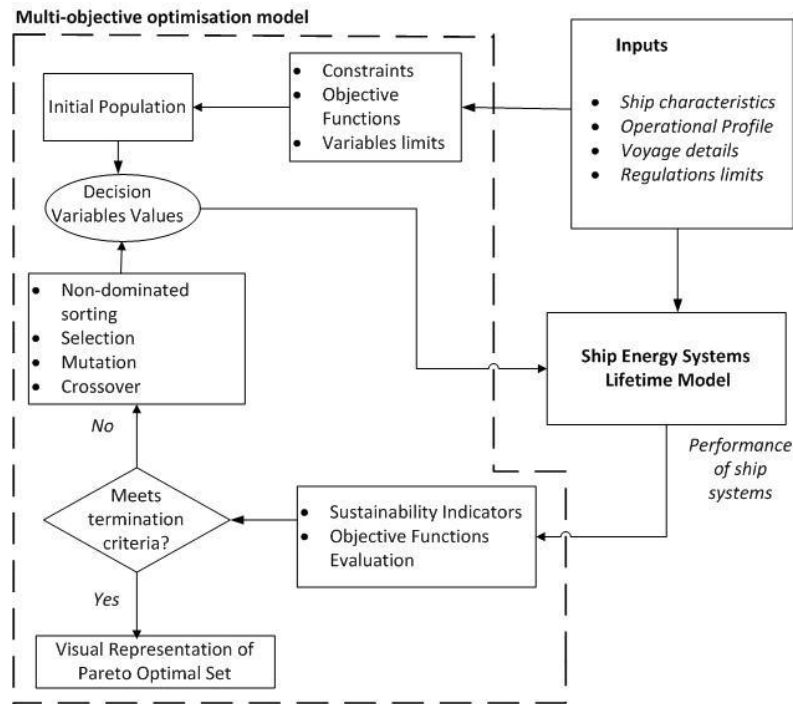 Multi-objective optimisation model
Inputs
• Ship characteristics
• Operational Profile
• Voyage details
• Regulations limits
• Constraints
• Objective
Functions
• Variables limits
Initial Population
Decision
Variables Values
• Non-dominated
sorting
• Selection
• Mutation
• Crossover
Ship Energy Systems
Lifetime Model
No
Performance
of ship
systems
Meets
termination
criteria?
• Sustainability Indicators
• Objective Functions
Evaluation
Yes
Visual Representation of
Pareto Optimal Set